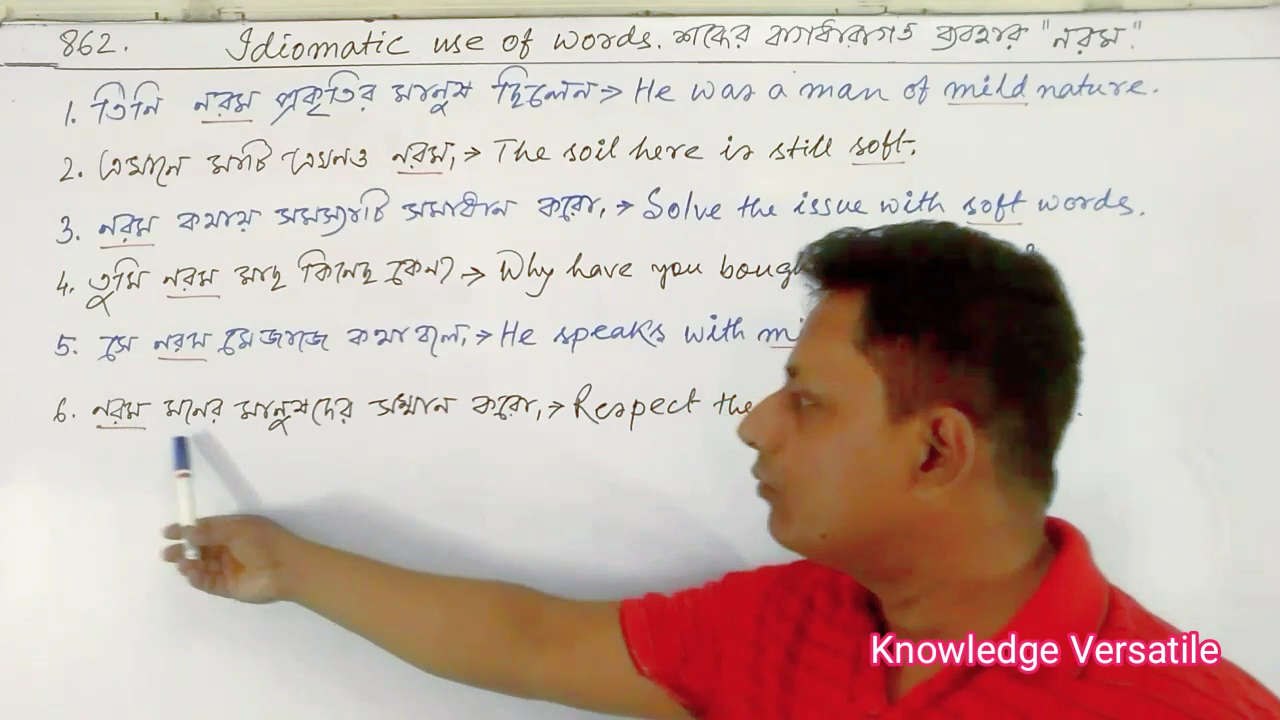 862. Idiomatic use of words. শব্দের বাগধারাগত ব্যবহার "নরম".
1. তিনি নরম প্রকৃতির মানুষ ছিলেন → He was a man of mild nature.
2. এখানে মাটি এখনও নরম, → The soil here is still soft.
3. নরম কথায় সমস্যাটি সমাধান করো, → Solve the issue with soft words.
4. তুমি নরম মাছ কিনেছ কেন? → Why have you
5. সে নরম মেজাজে কথা বলে, → He speaks with
6. নরম মনের মানুষদের সম্মান করো, → Respect the
Knowledge Versatile